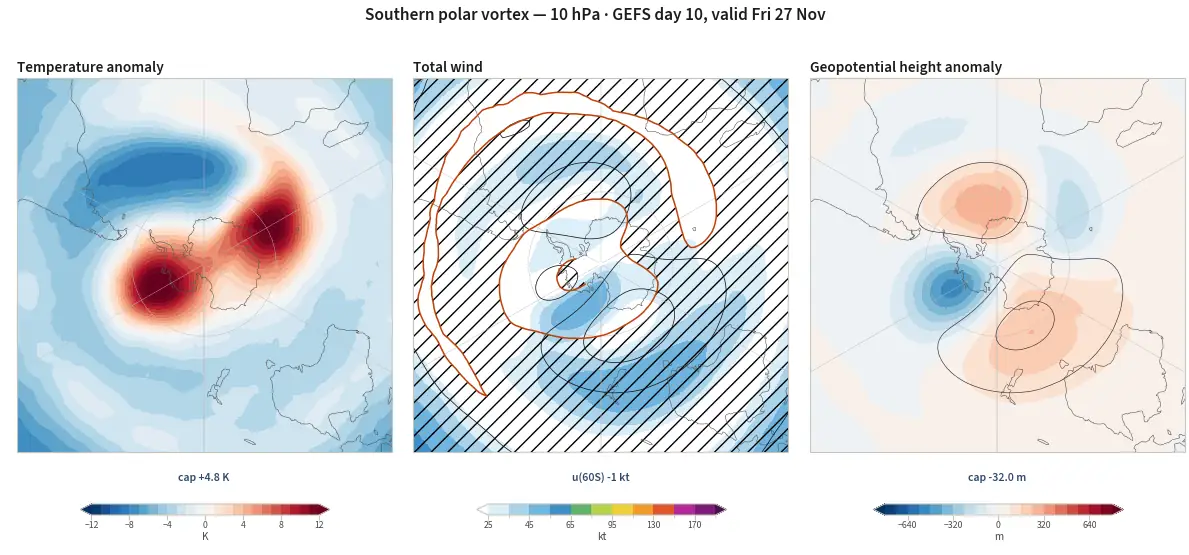 Southern polar vortex — 10 hPa · GEFS day 10, valid Fri 27 Nov
Temperature anomaly
Total wind
Geopotential height anomaly
cap +4.8 K
u(60S) -1 kt
cap -32.0 m
−12 −8 −4 0 4 8 12
K
25 45 65 95 130 170
kt
−640 −320 0 320 640
m